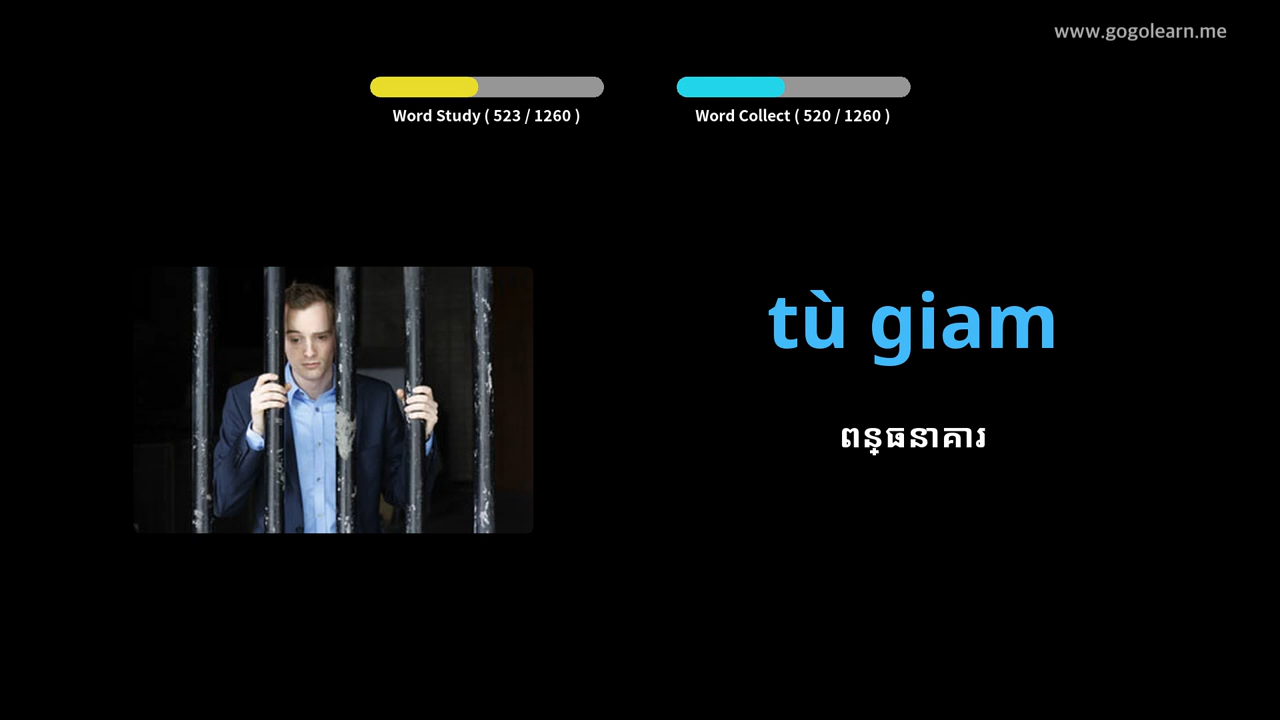 www.gogolearn.me
Word Study ( 523 / 1260 )
Word Collect ( 520 / 1260 )
tù giam
ពន្ធនាគារ